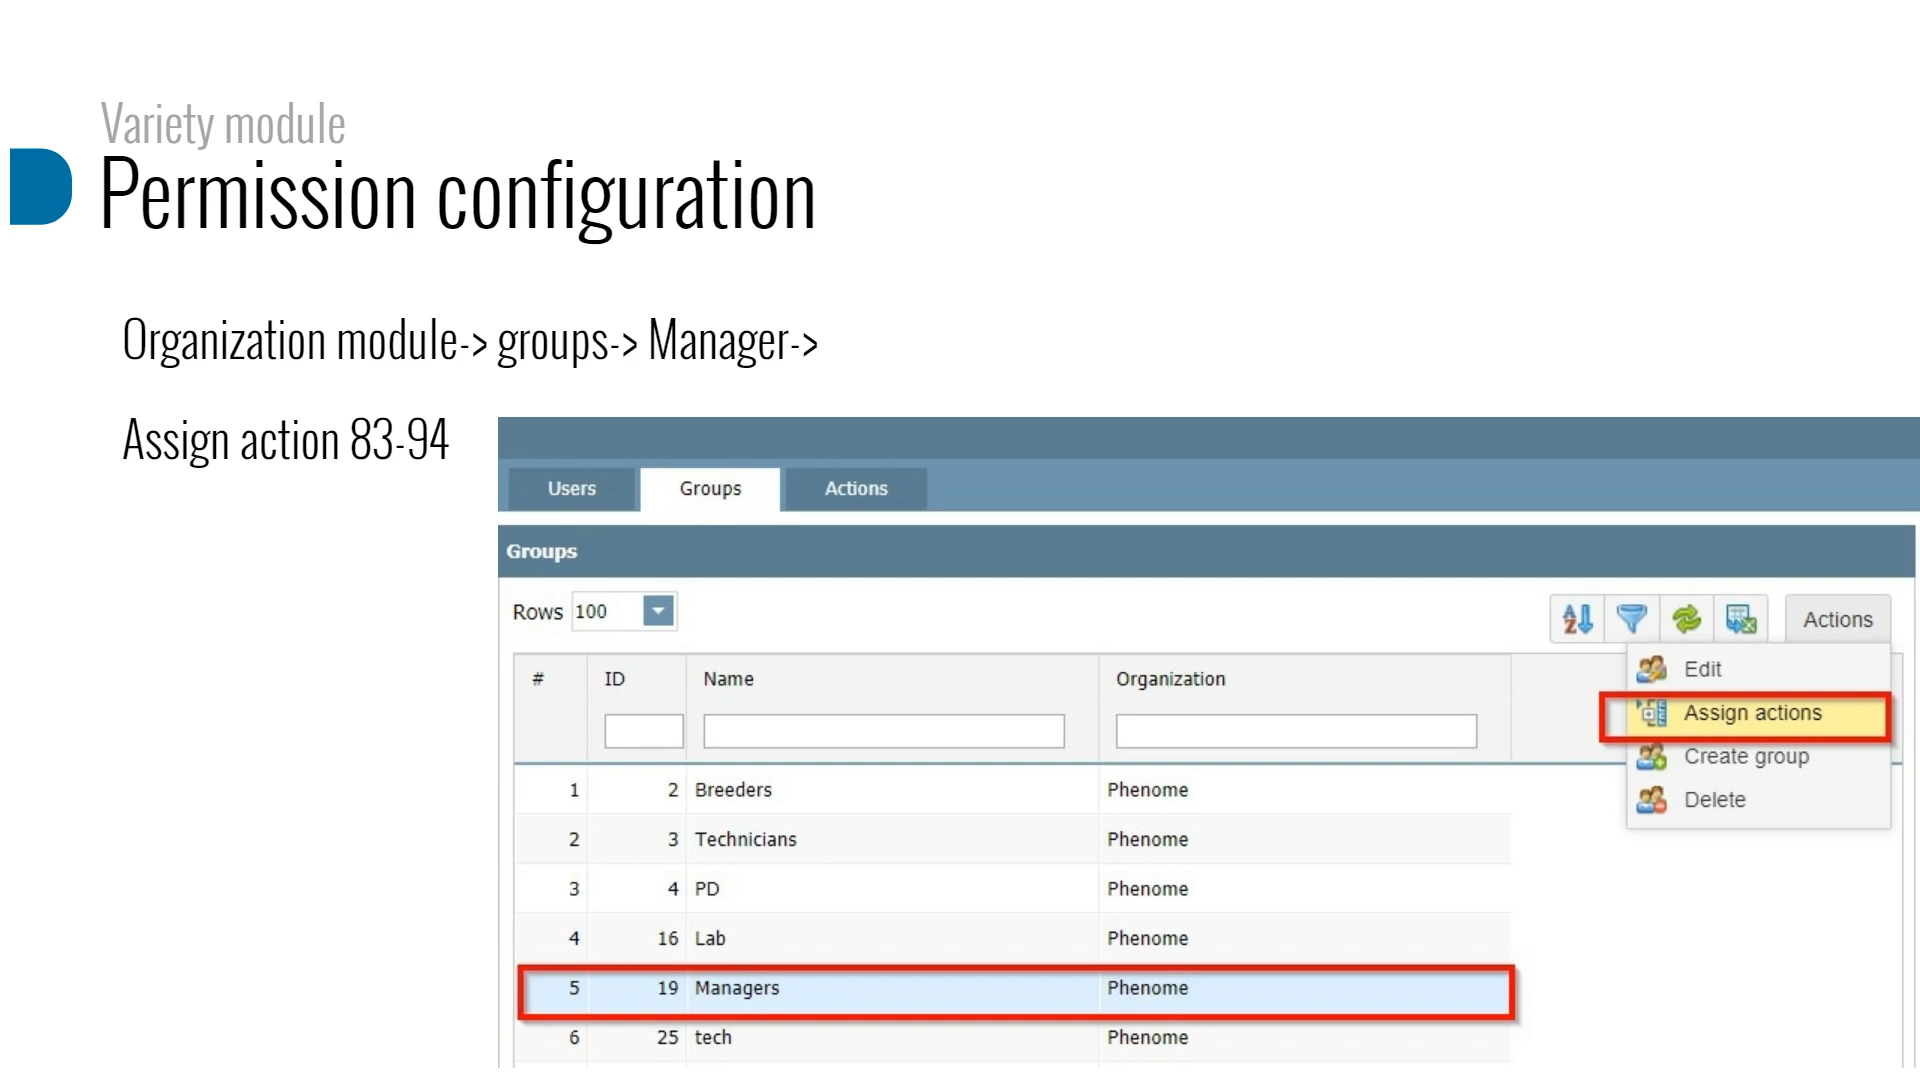 Variety module
Permission configuration
Organization module-> groups-> Manager->
Assign action 83-94
Users Groups Actions
Groups
Rows 100 Actions
# ID Name Organization
Edit
Assign actions
Create group
Delete
1 2 Breeders Phenome
2 3 Technicians Phenome
3 4 PD Phenome
4 16 Lab Phenome
5 19 Managers Phenome
6 25 tech Phenome